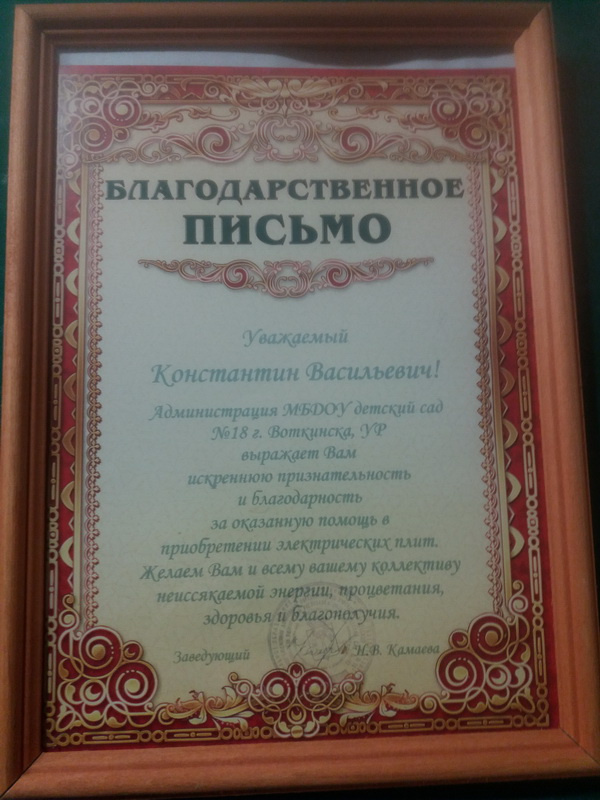 БЛАГОДАРСТВЕННОЕ
ПИСЬМО
Уважаемый
Константин Васильевич!
Администрация МБДОУ детский сад
№18 г. Воткинска, УР
выражает Вам
искреннюю признательность
и благодарность
за оказанную помощь в
приобретении электрических плит.
Желаем Вам и всему вашему коллективу
неиссякаемой энергии, процветания,
здоровья и благополучия.
Заведующий Н.В. Камаева